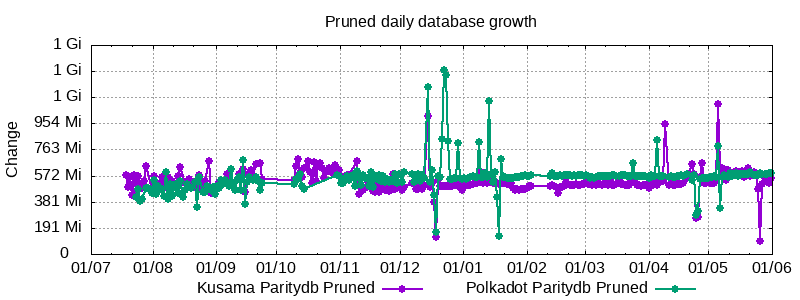 Pruned daily database growth
1 Gi
1 Gi
1 Gi
954 Mi
763 Mi
572 Mi
381 Mi
191 Mi
0
Change
01/07 01/08 01/09 01/10 01/11 01/12 01/01 01/02 01/03 01/04 01/05 01/06
Kusama Paritydb Pruned Polkadot Paritydb Pruned